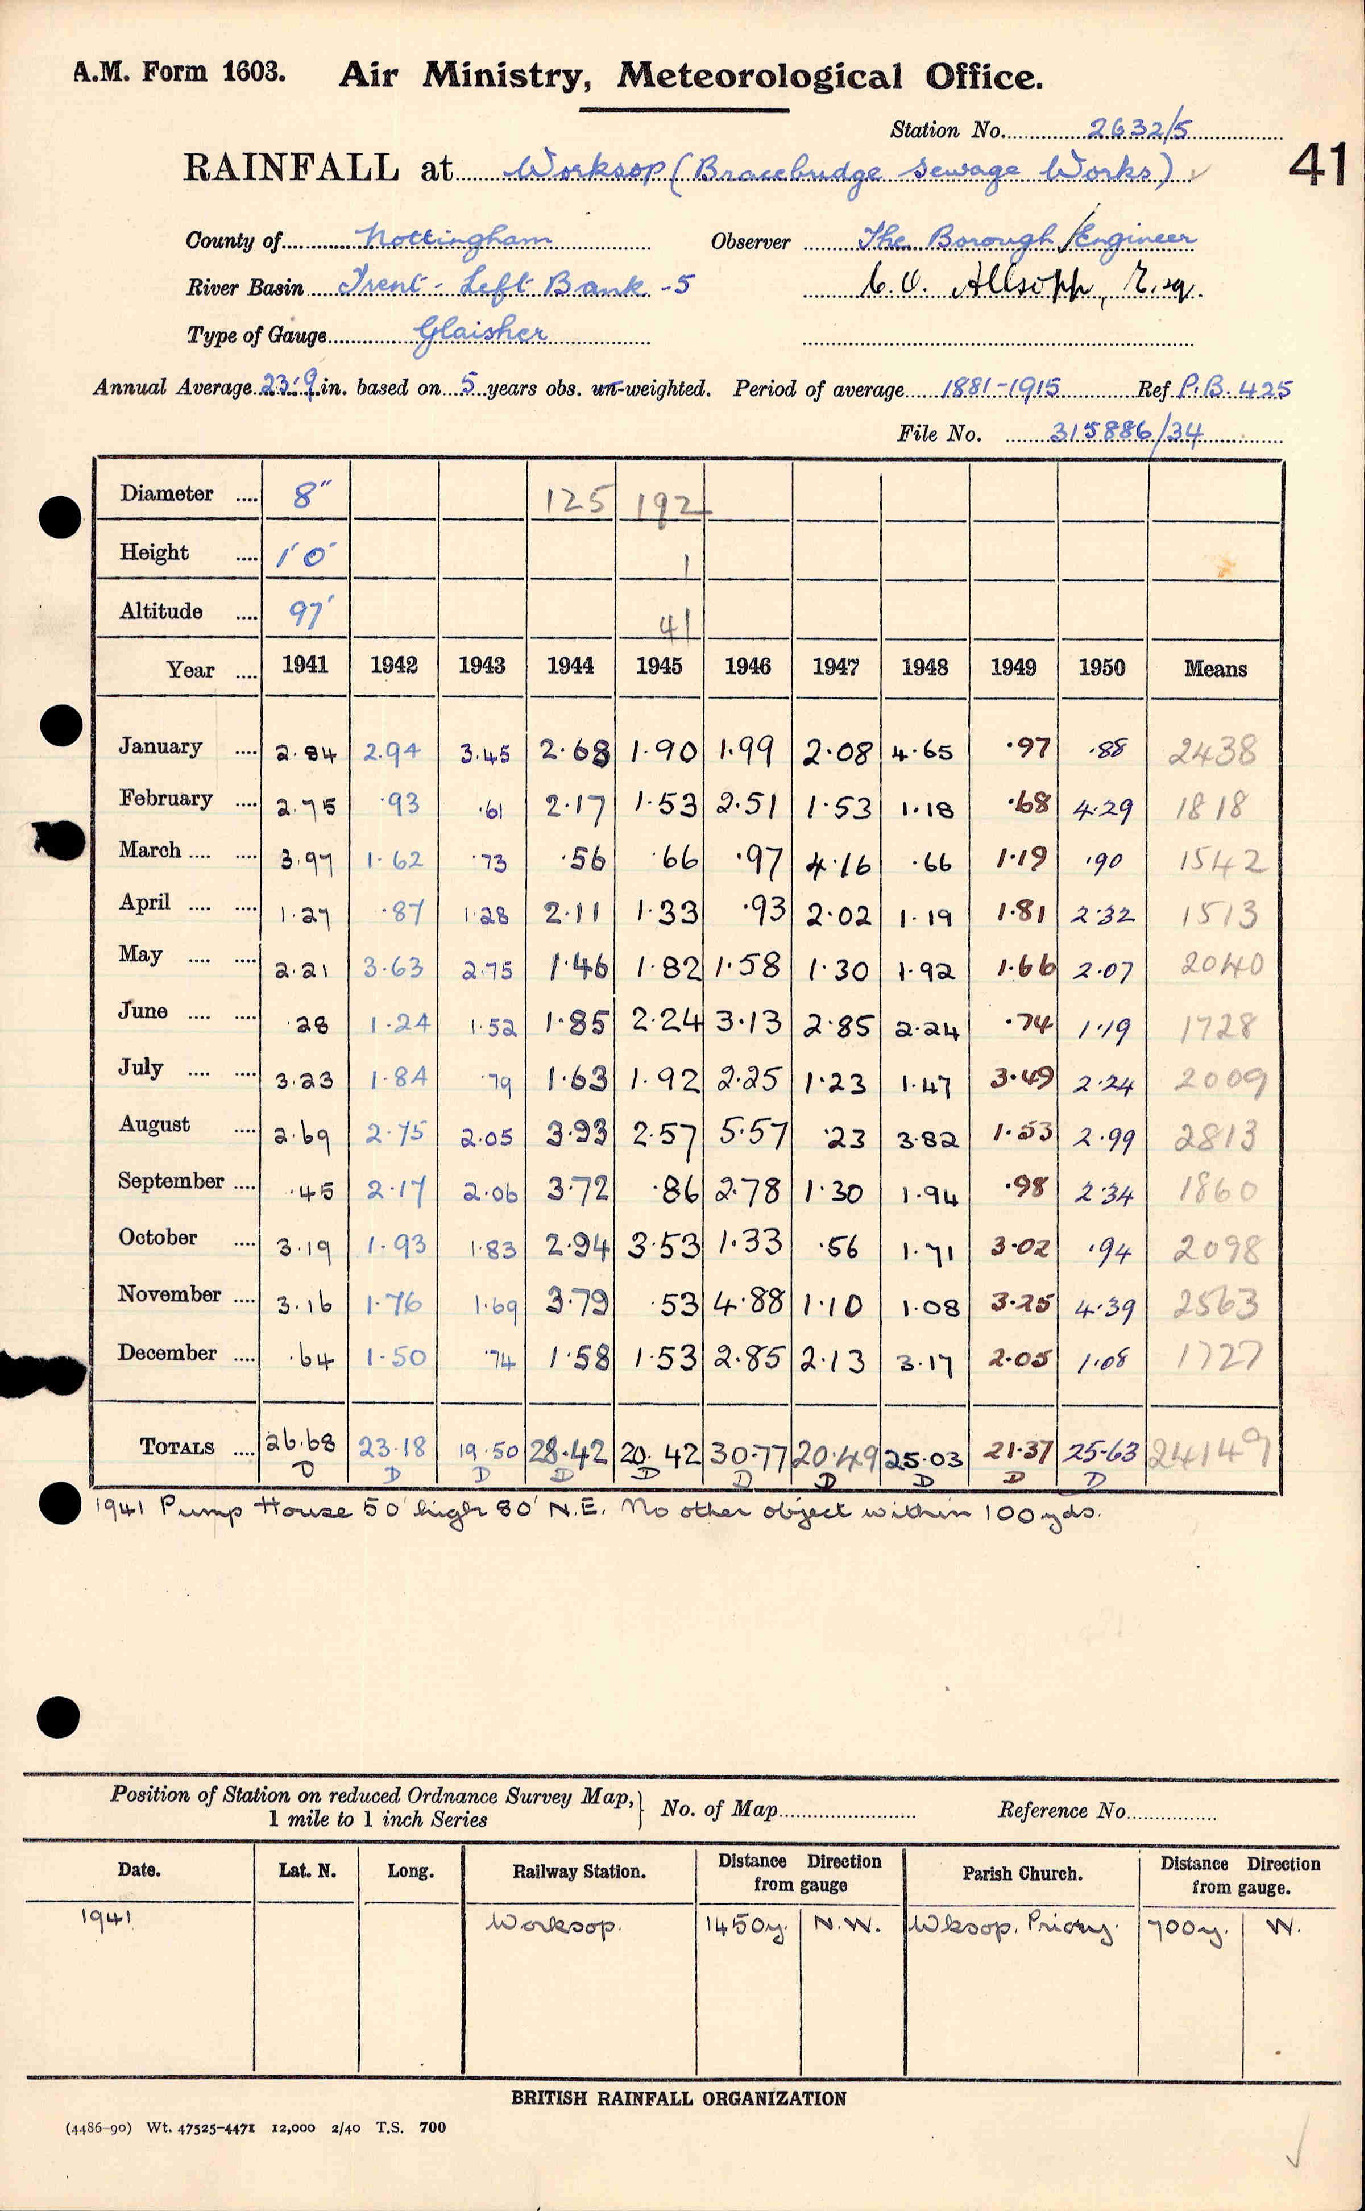 A.M. Form 1603. Air Ministry, Meteorological Office.
Station No. 2632/5
RAINFALL at Worksop (Bracebridge Sewage Works) 41
County of Nottingham Observer The Borough Engineer
River Basin Trent - Left Bank - 5 C. O. Allsopp, Esq.
Type of Gauge Glaisher
Annual Average 23.9 in. based on 5 years obs. un-weighted. Period of average 1881-1915 Ref P.B. 425
File No. 315886/34
Diameter .... 8" 125 192
Height .... 1' 0" 1
Altitude .... 97' 41
Year .... 1941 1942 1943 1944 1945 1946 1947 1948 1949 1950 Means
January .... 2.84 2.94 3.45 2.68 1.90 1.99 2.08 4.65 .97 .88 2438
February .... 2.75 .93 .61 2.17 1.53 2.51 1.53 1.18 .68 4.29 1818
March .... .... 3.97 1.62 .73 .56 .66 .97 4.16 .66 1.19 .90 1542
April .... .... 1.27 .87 1.28 2.11 1.33 .93 2.02 1.19 1.81 2.32 1513
May .... .... 2.21 3.63 2.75 1.46 1.82 1.58 1.30 1.92 1.66 2.07 2040
June .... .... .28 1.24 1.52 1.85 2.24 3.13 2.85 2.24 .74 1.19 1728
July .... .... 3.23 1.84 .79 1.63 1.92 2.25 1.23 1.47 3.49 2.24 2009
August .... 2.69 2.75 2.05 3.93 2.57 5.57 .23 3.82 1.53 2.99 2813
September .... .45 2.17 2.06 3.72 .86 2.78 1.30 1.94 .98 2.34 1860
October .... 3.19 1.93 1.83 2.94 3.53 1.33 .56 1.71 3.02 .94 2098
November .... 3.16 1.76 1.69 3.79 .53 4.88 1.10 1.08 3.25 4.39 2563
December .... .64 1.50 .74 1.58 1.53 2.85 2.13 3.17 2.05 1.08 1727
TOTALS .... 26.68 23.18 19.50 28.42 20.42 30.77 20.49 25.03 21.37 25.63 24149
D D D D D D D D D D
1941 Pump House 50' high 80' N.E. No other object within 100 yds.
Position of Station on reduced Ordnance Survey Map, 1 mile to 1 inch Series } No. of Map Reference No.
Date. Lat. N. Long. Railway Station. Distance Direction from gauge Parish Church. Distance Direction from gauge.
1941 Worksop. 1450y. N.W. Wksop. Priory. 700y. W.
BRITISH RAINFALL ORGANIZATION
(4486-90) Wt. 47525-4471 12,000 2/40 T.S. 700